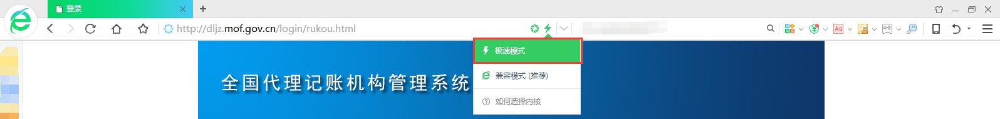 登录
http://dljz.mof.gov.cn/login/rukou.html
Aa
极速模式
全国代理记账机构管理系统
兼容模式 (推荐)
如何选择内核